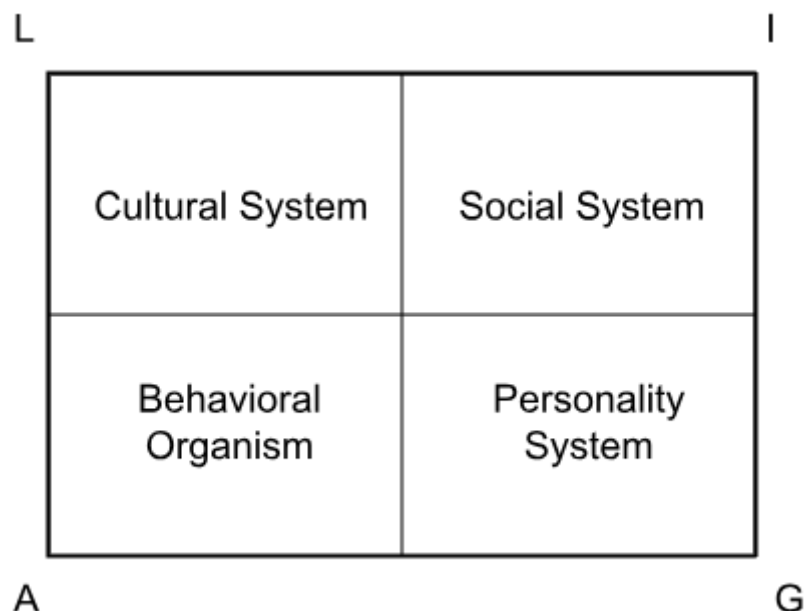 L I
Cultural System Social System
Behavioral Personality
Organism System
A G